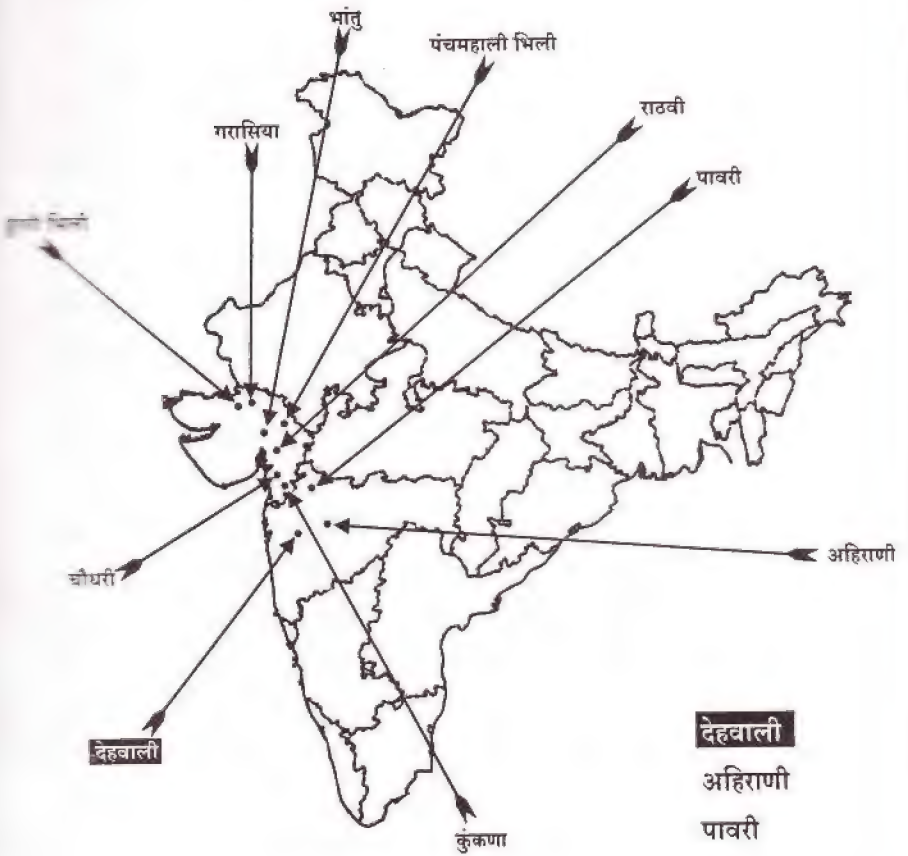 भांतु
पंचमहाली भिली
राठवी
गरासिया
पावरी
अहिराणी
चौधरी
देहवाली
कुंकणा
देहवाली
अहिराणी
पावरी